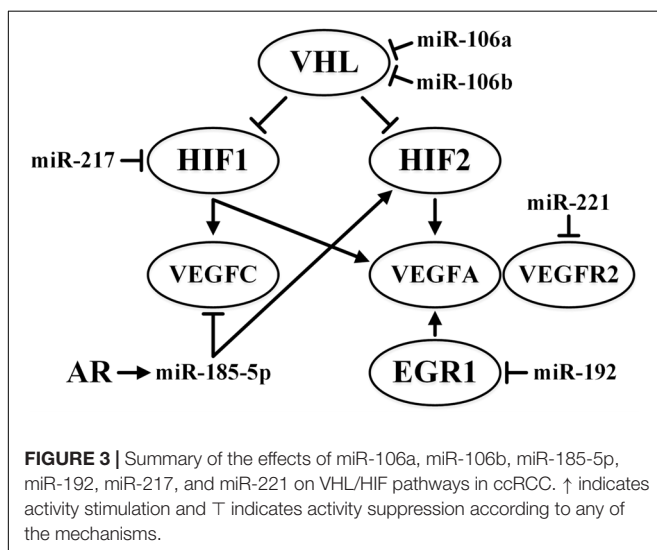 VHL
miR-106a
miR-106b
miR-217
HIF1
HIF2
miR-221
VEGFC
VEGFA
VEGFR2
AR
miR-185-5p
EGR1
miR-192
FIGURE 3 | Summary of the effects of miR-106a, miR-106b, miR-185-5p,
miR-192, miR-217, and miR-221 on VHL/HIF pathways in ccRCC. ↑ indicates
activity stimulation and ⊤ indicates activity suppression according to any of
the mechanisms.